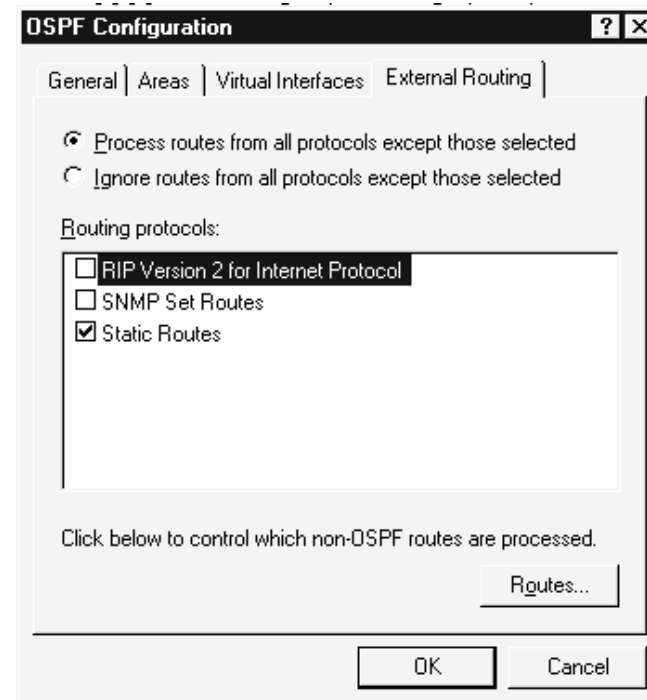 OSPF Configuration
General Areas Virtual Interfaces External Routing
Process routes from all protocols except those selected
Ignore routes from all protocols except those selected
Routing protocols:
RIP Version 2 for Internet Protocol
SNMP Set Routes
Static Routes
Click below to control which non-OSPF routes are processed.
Routes...
OK Cancel